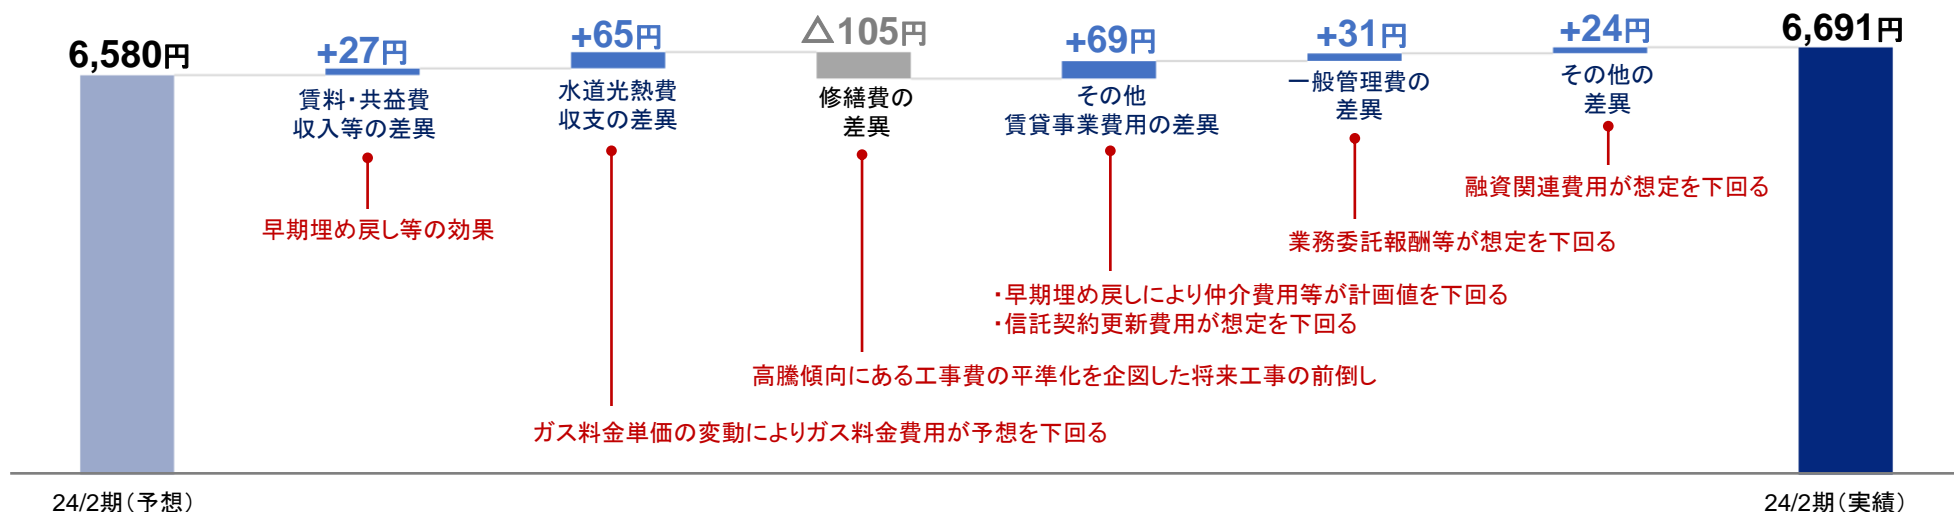 6,580円
24/2期(予想)
+27円
賃料・共益費
収入等の差異
早期埋め戻し等の効果
+65円
水道光熱費
収支の差異
ガス料金単価の変動によりガス料金費用が予想を下回る
△105円
修繕費の
差異
高騰傾向にある工事費の平準化を企図した将来工事の前倒し
+69円
その他
賃貸事業費用の差異
・早期埋め戻しにより仲介費用等が計画値を下回る
・信託契約更新費用が想定を下回る
+31円
一般管理費の
差異
業務委託報酬等が想定を下回る
+24円
その他の
差異
融資関連費用が想定を下回る
6,691円
24/2期(実績)